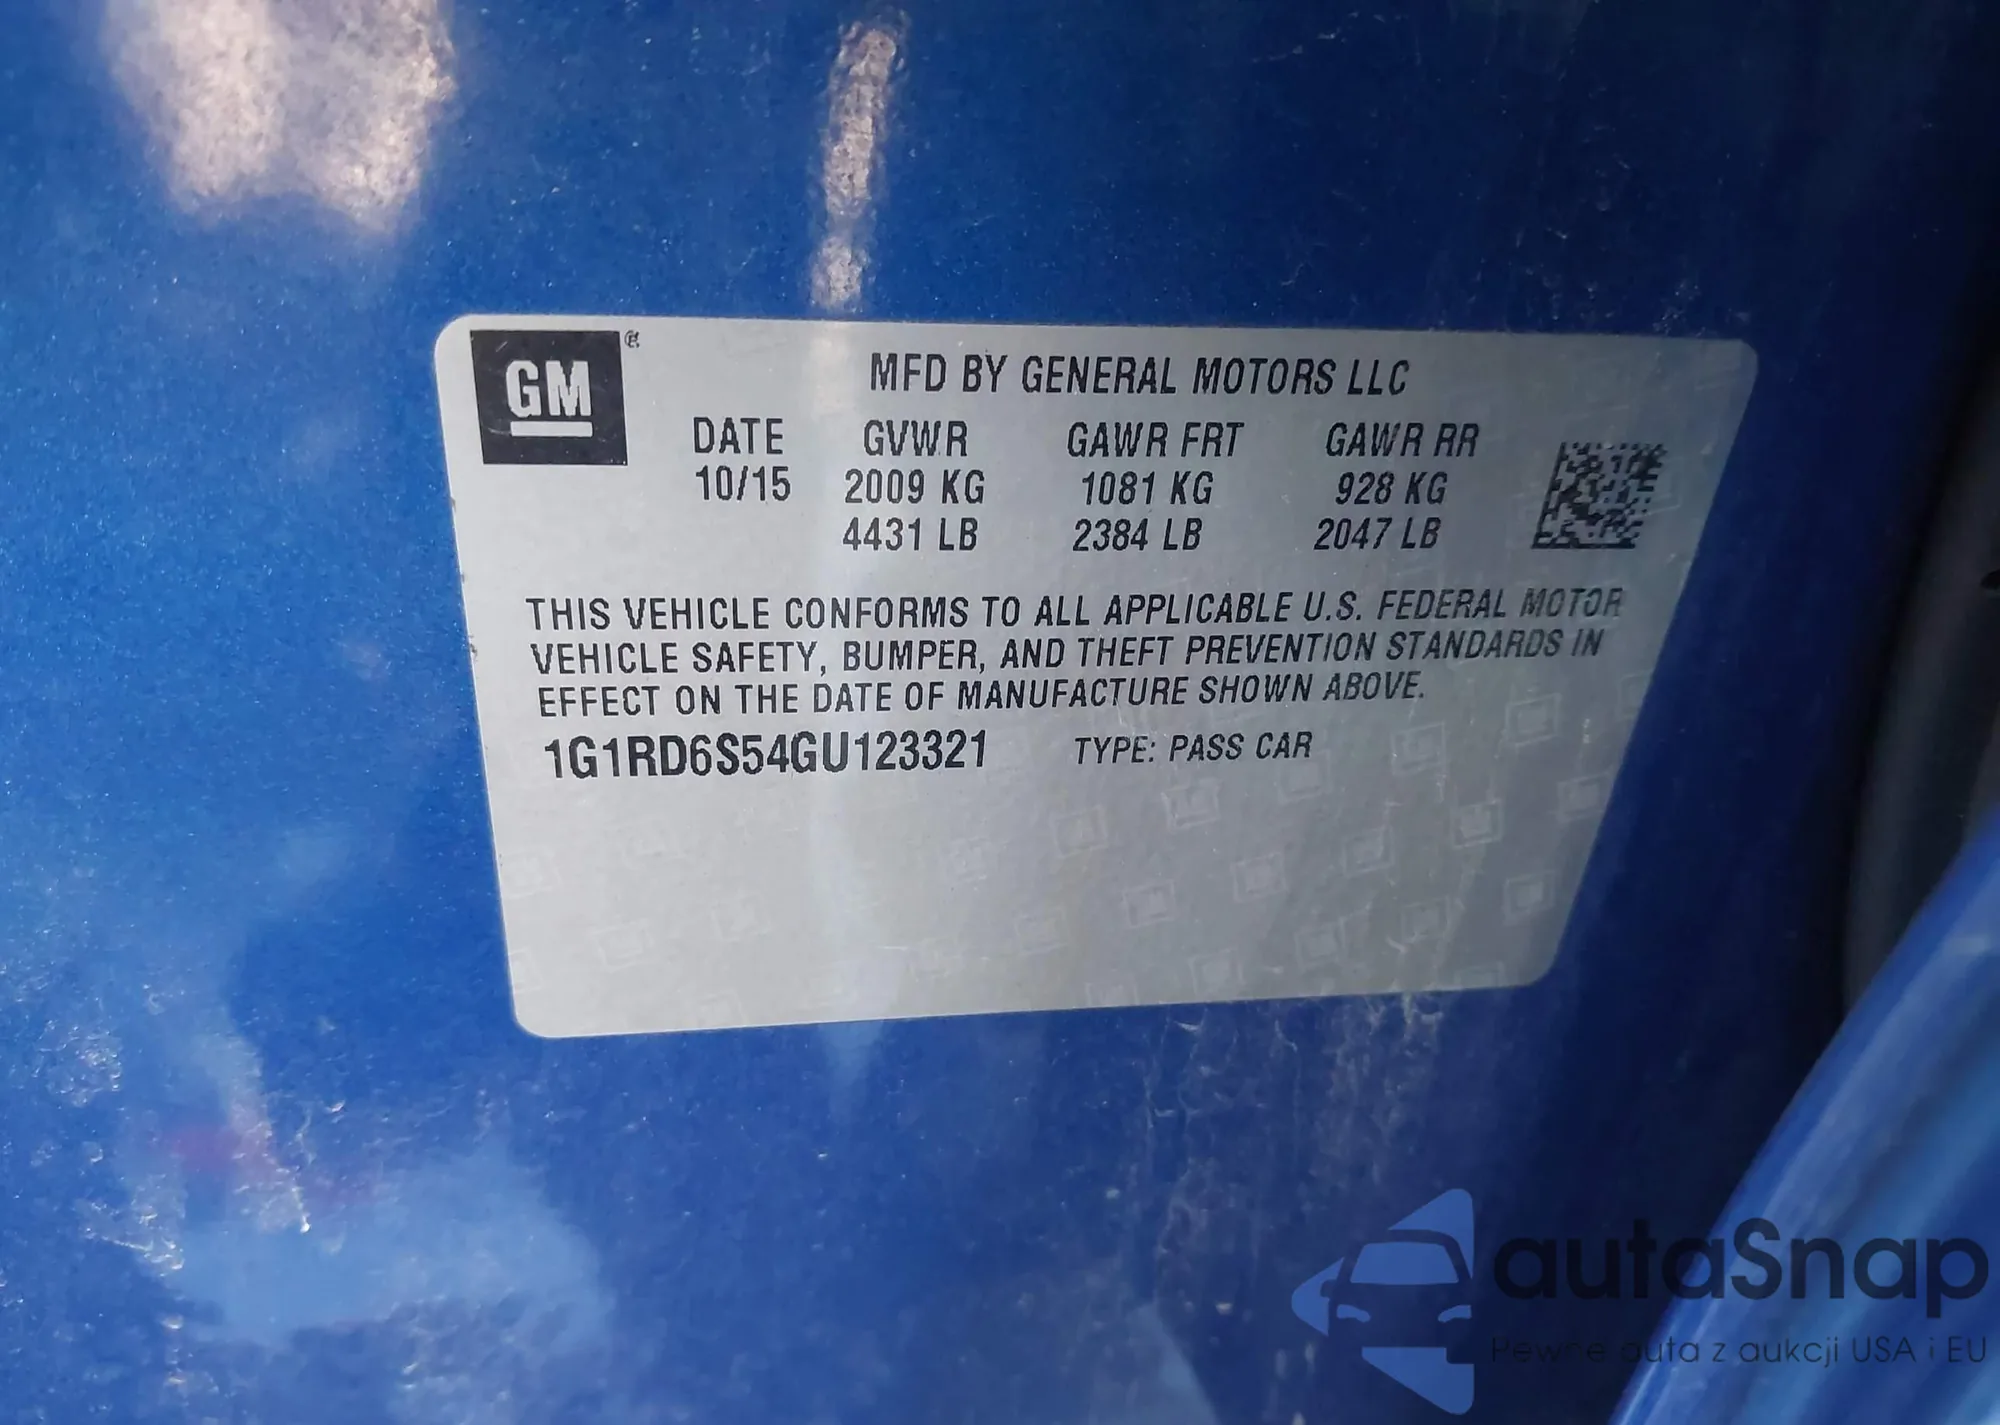 GM ®
MFD BY GENERAL MOTORS LLC
DATE GVWR GAWR FRT GAWR RR
10/15 2009 KG 1081 KG 928 KG
4431 LB 2384 LB 2047 LB
THIS VEHICLE CONFORMS TO ALL APPLICABLE U.S. FEDERAL MOTOR
VEHICLE SAFETY, BUMPER, AND THEFT PREVENTION STANDARDS IN
EFFECT ON THE DATE OF MANUFACTURE SHOWN ABOVE.
1G1RD6S54GU123321 TYPE: PASS CAR
autaSnap
Pewne auta z aukcji USA i EU